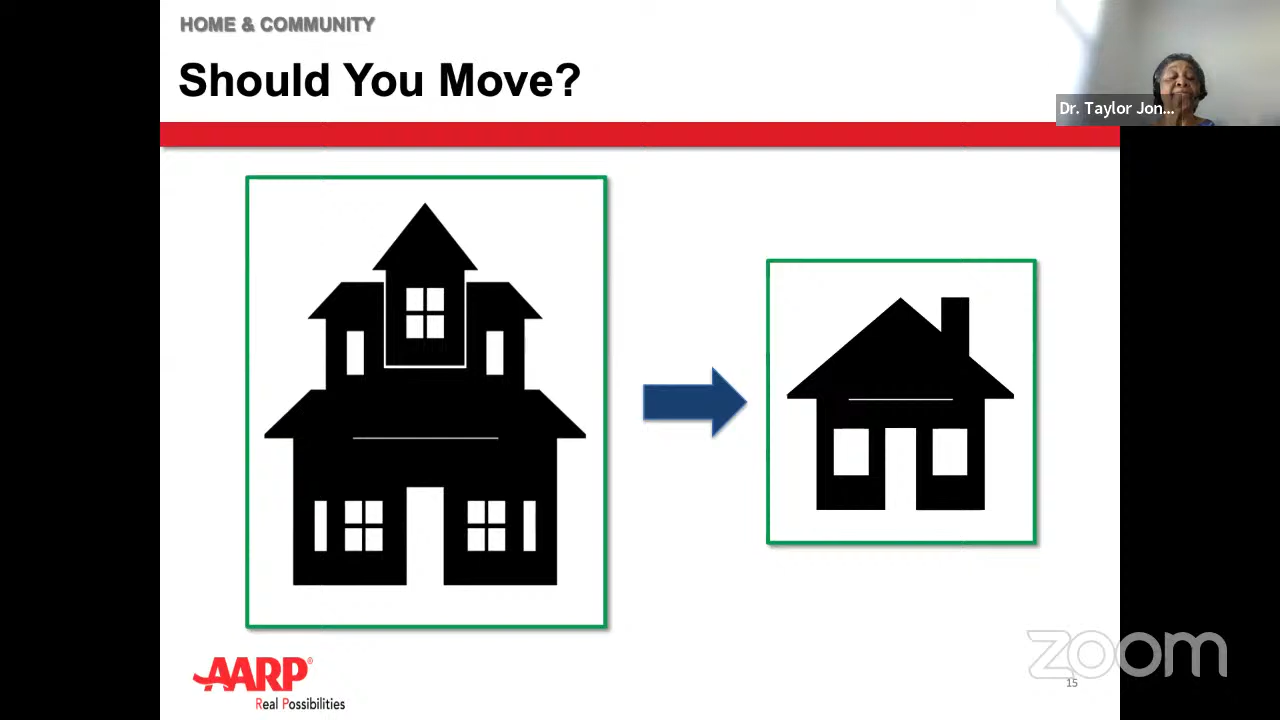 HOME & COMMUNITY
Should You Move?
Dr. Taylor Jon...
AARP®
Real Possibilities
zoom
15